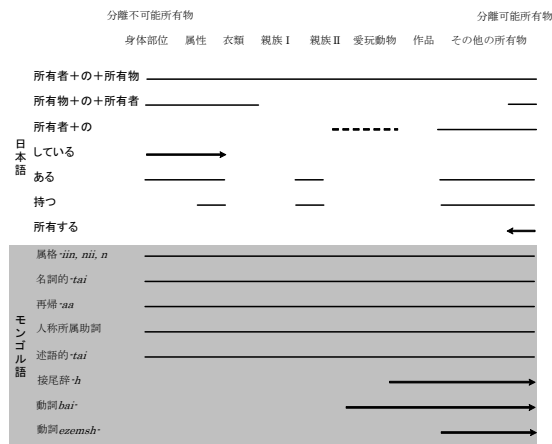 分離不可能所有物 分離可能所有物
身体部位 属性 衣類 親族Ⅰ 親族Ⅱ 愛玩動物 作品 その他の所有物
日本語
所有者+の+所有物
所有物+の+所有者
所有者+の
している
ある
持つ
所有する
モンゴル語
属格-iin, nii, n
名詞的-tai
再帰-aa
人称所属助詞
述語的-tai
接尾辞-h
動詞bai-
動詞ezemsh-